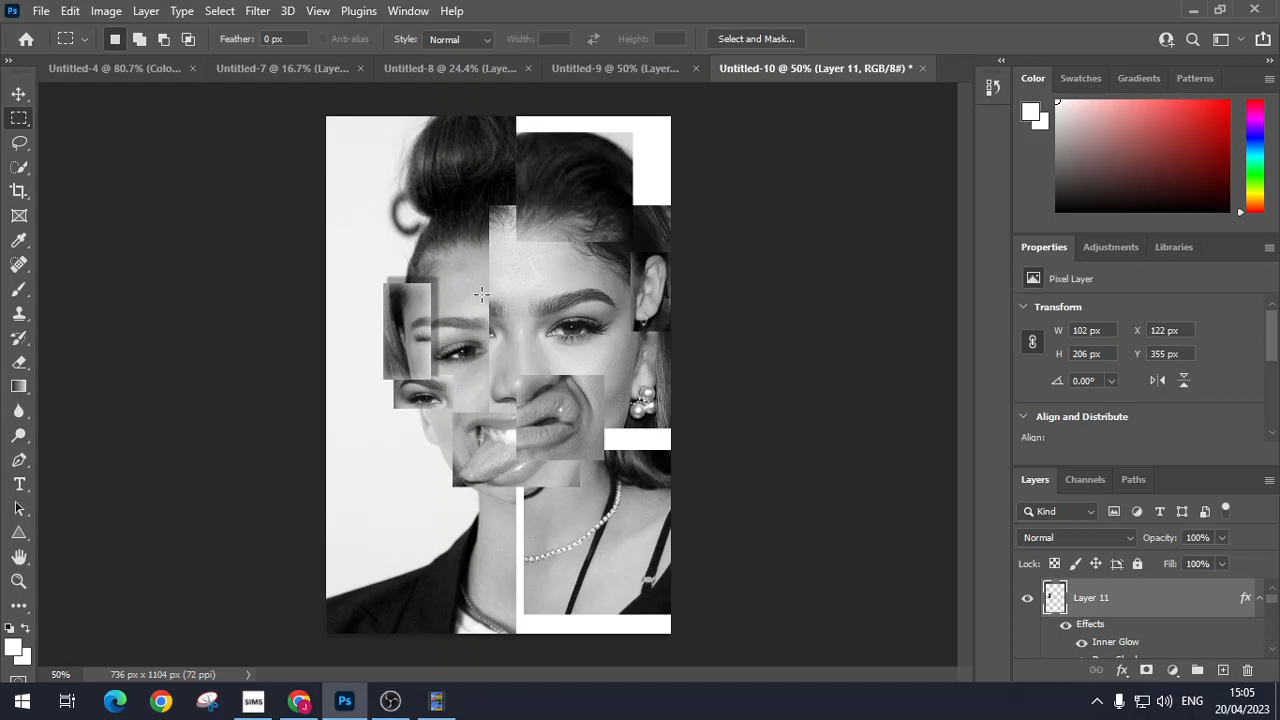 Ps File Edit Image Layer Type Select Filter 3D View Plugins Window Help
Feather: 0 px Anti-alias Style: Normal Width: Height: Select and Mask...
Untitled-4 @ 80.7% (Colo... × Untitled-7 @ 16.7% (Laye... × Untitled-8 @ 24.4% (Laye... × Untitled-9 @ 50% (Layer... × Untitled-10 @ 50% (Layer 11, RGB/8#) * ×
Color Swatches Gradients Patterns
Properties Adjustments Libraries
Pixel Layer
Transform
W 102 px X 122 px
H 206 px Y 355 px
0.00°
Align and Distribute
Align:
Layers Channels Paths
Kind
Normal Opacity: 100%
Lock: Fill: 100%
Layer 11 fx
Effects
Inner Glow
50% 736 px x 1104 px (72 ppi)
SIMS Ps ENG 15:05
20/04/2023